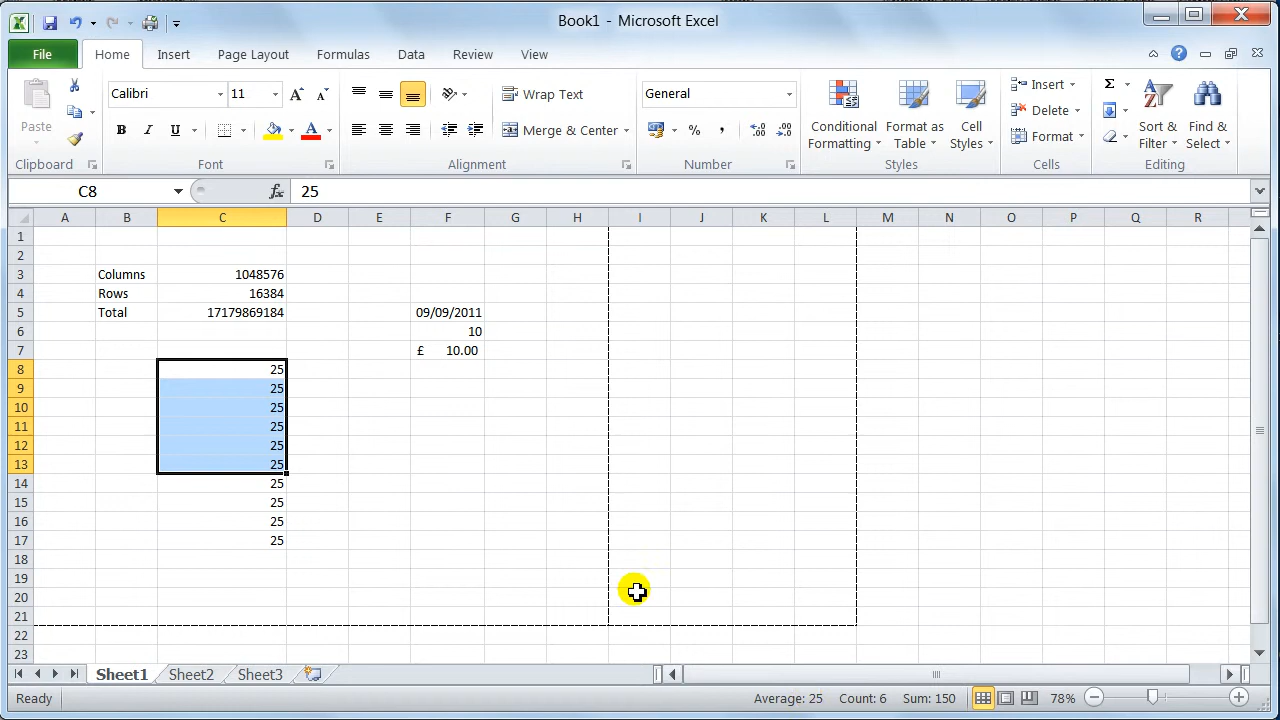 Book1 - Microsoft Excel
File Home Insert Page Layout Formulas Data Review View
Calibri 11 A A Wrap Text General Insert
Paste B I U A Merge & Center % , Conditional Formatting Format as Table Cell Styles Delete Format Sort & Filter Find & Select
Clipboard Font Alignment Number Styles Cells Editing
C8 fx 25
A B C D E F G H I J K L M N O P Q R
1
2
3 Columns 1048576
4 Rows 16384
5 Total 17179869184 09/09/2011
6 10
7 £ 10.00
8 25
9 25
10 25
11 25
12 25
13 25
14 25
15 25
16 25
17 25
18
19
20
21
22
23
Sheet1 Sheet2 Sheet3
Ready Average: 25 Count: 6 Sum: 150 78%